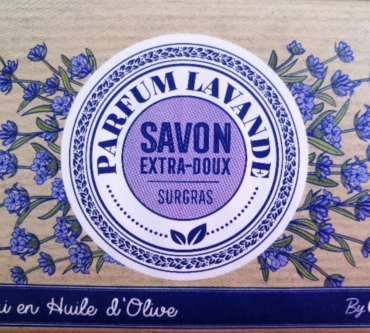 PARFUM LAVANDE
SAVON
EXTRA-DOUX
SURGRAS
en Huile d'Olive
By